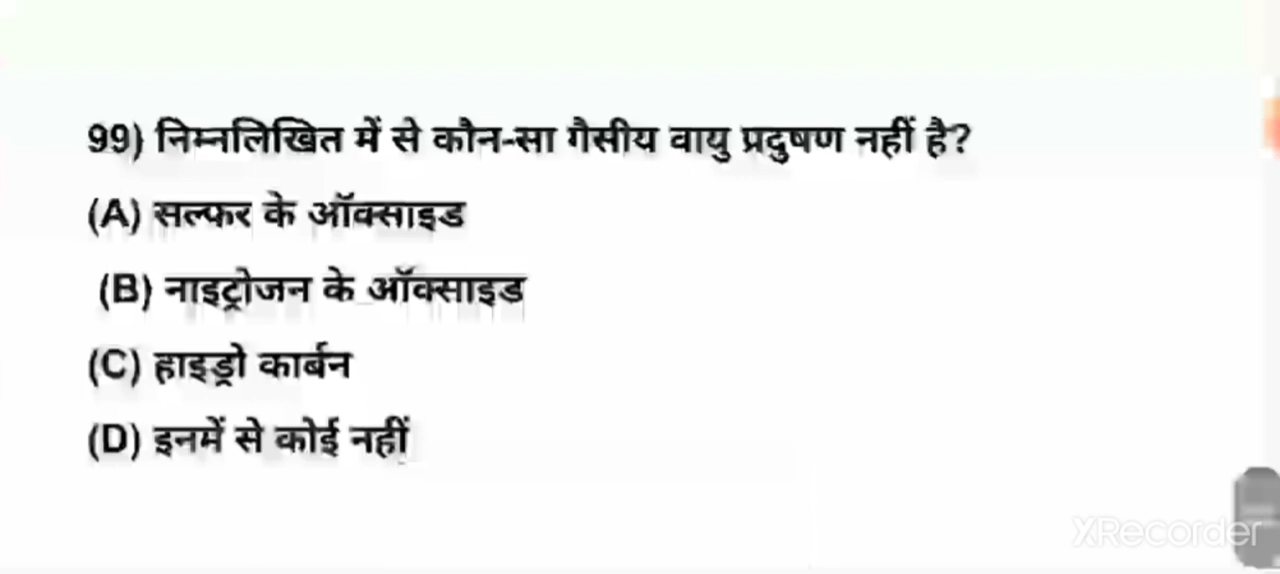 99) निम्नलिखित में से कौन-सा गैसीय वायु प्रदुषण नहीं है?
(A) सल्फर के ऑक्साइड
(B) नाइट्रोजन के ऑक्साइड
(C) हाइड्रो कार्बन
(D) इनमें से कोई नहीं
XRecorder